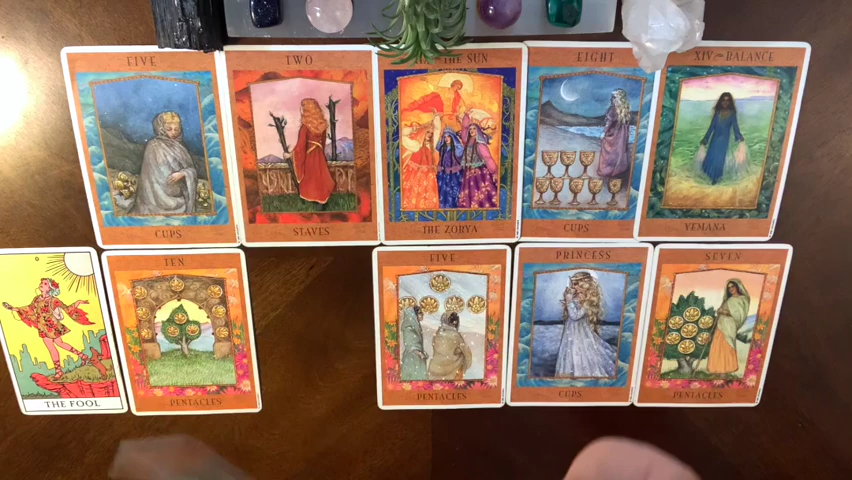 FIVE
CUPS
TWO
STAVES
THE SUN
THE ZORYA
EIGHT
CUPS
XIV BALANCE
YEMANA
THE FOOL
TEN
PENTACLES
FIVE
PENTACLES
PRINCESS
CUPS
SEVEN
PENTACLES